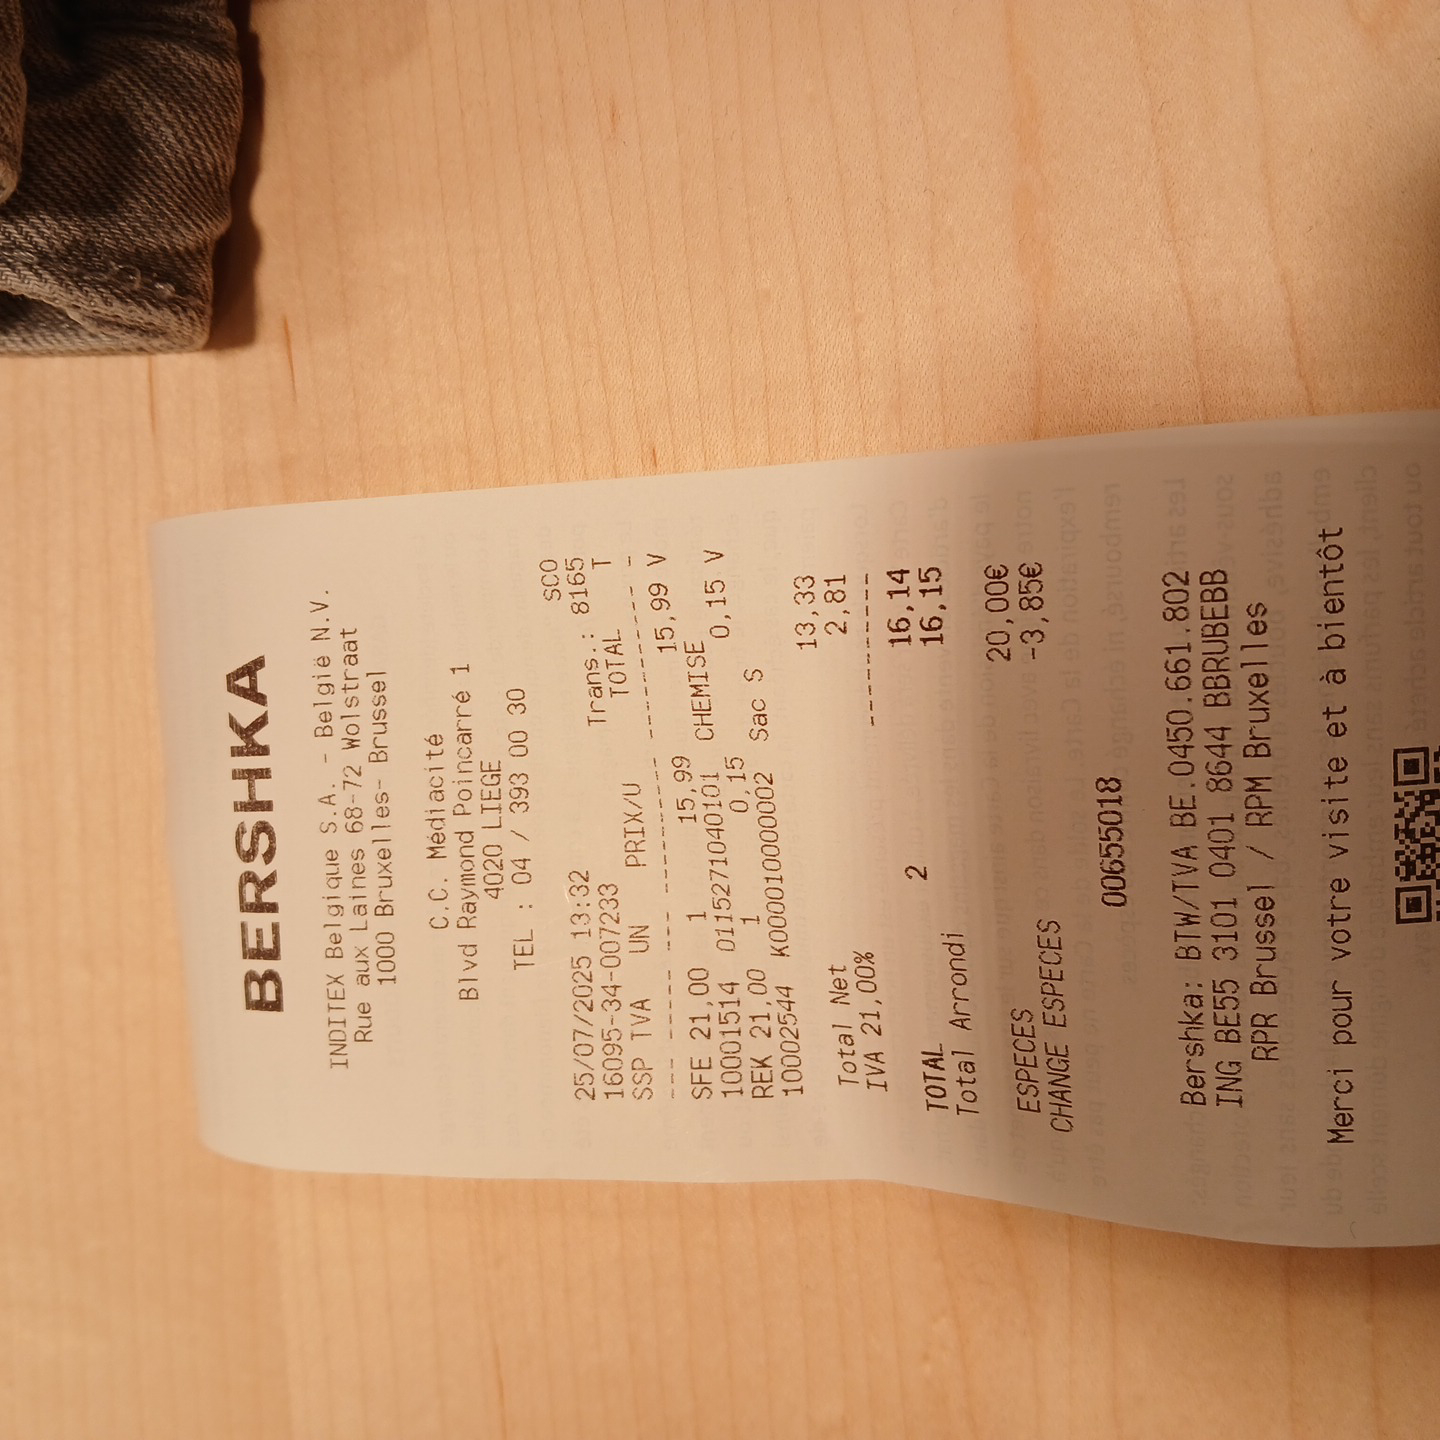 BERSHKA
INDITEX Belgique S.A. - België N.V.
Rue aux Laines 68-72 Wolstraat
1000 Bruxelles- Brussel
C.C. Médiacité
Blvd Raymond Poincarré 1
4020 LIEGE
TEL : 04 / 393 00 30
SCO
25/07/2025 13:32 Trans.: 8165
16095-34-007233 TOTAL T
SSP TVA UN PRIX/U
--- ----- --- ---------- ---------- -
SFE 21,00 1 15,99 15,99 V
10001514 0115271040101 CHEMISE
REK 21,00 1 0,15 0,15 V
10002544 K000010000002 Sac S
Total Net 13,33
IVA 21,00% 2,81
----------
TOTAL 2 16,14
Total Arrondi 16,15
ESPECES 20,00€
CHANGE ESPECES -3,85€
00655018
Bershka: BTW/TVA BE.0450.661.802
ING BE55 3101 0401 8644 BBRUBEBB
RPR Brussel / RPM Bruxelles
Merci pour votre visite et à bientôt